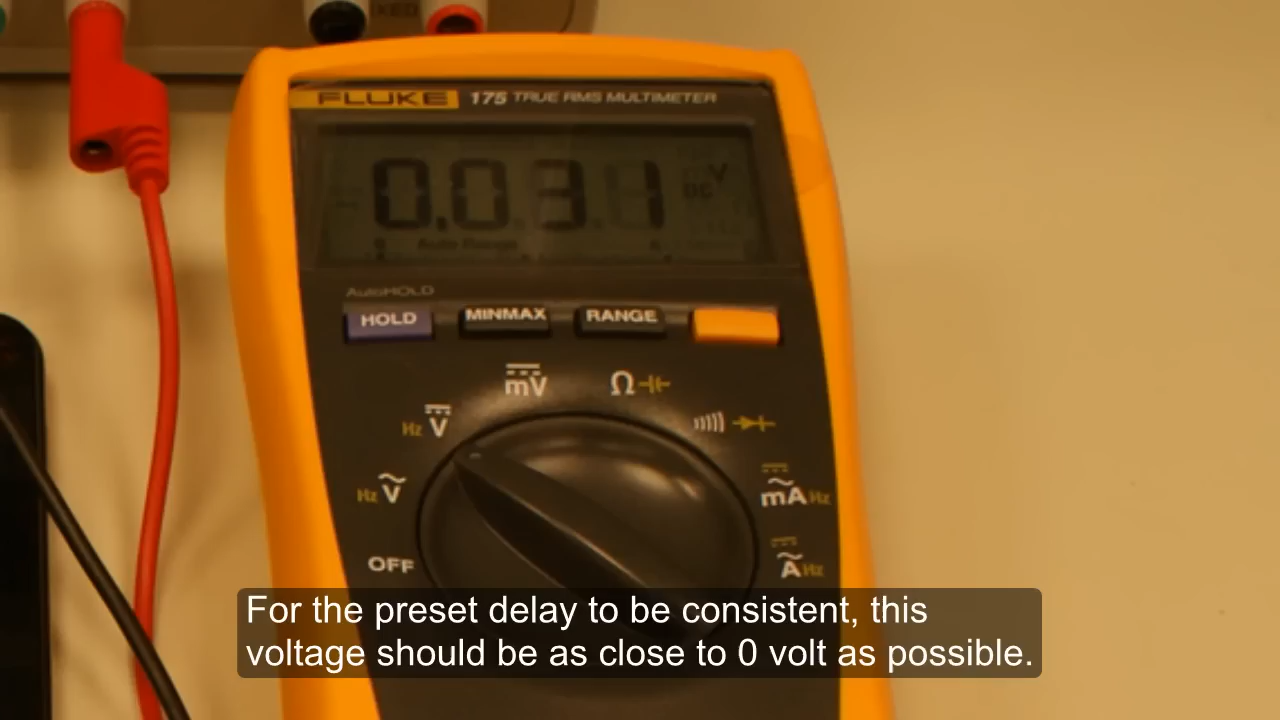 FLUKE 175 TRUE RMS MULTIMETER
0.031 V DC
Auto Range
AutoHOLD
HOLD MINMAX RANGE
mV Ω
Hz V
Hz V mA Hz
OFF A Hz
For the preset delay to be consistent, this
voltage should be as close to 0 volt as possible.